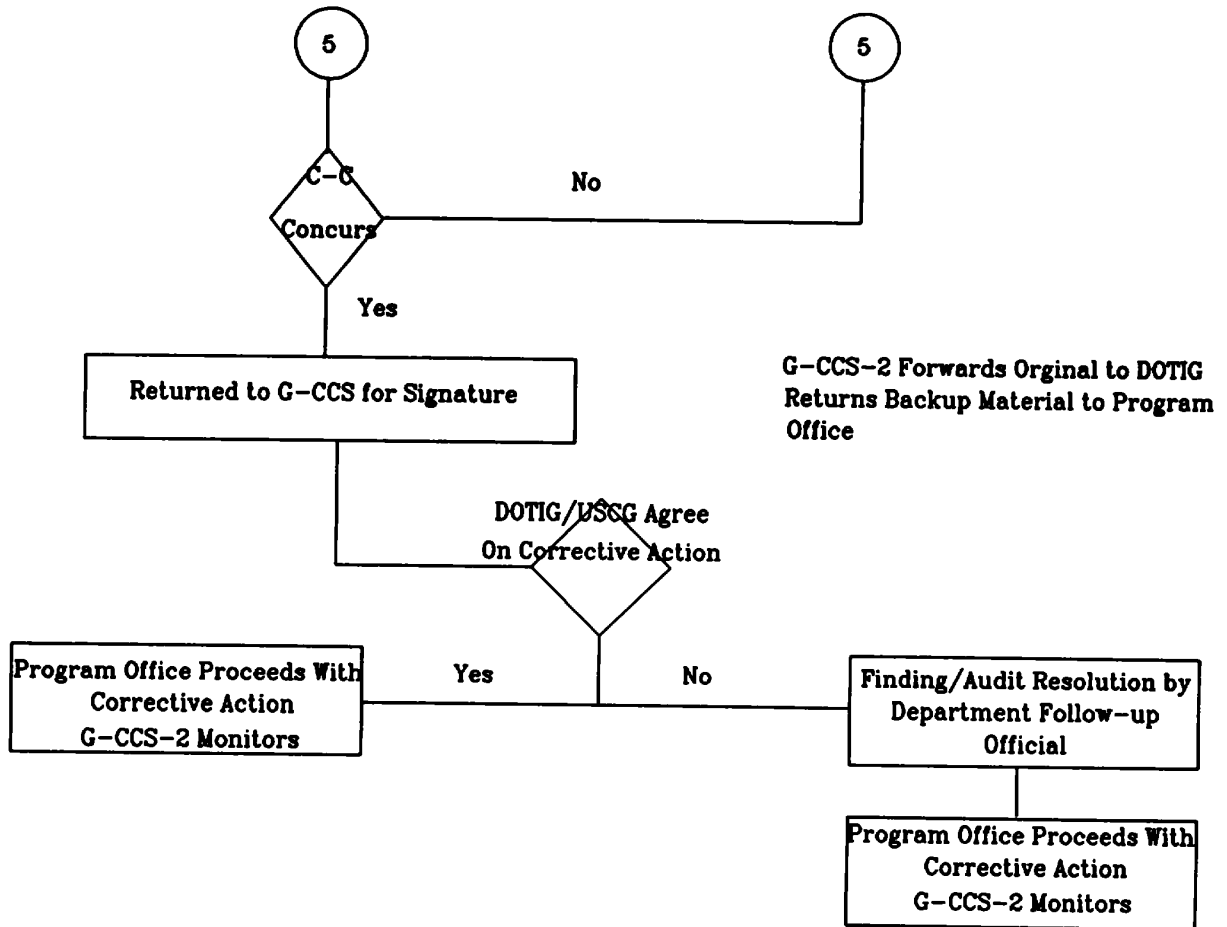 5
5
C-C
Concurs
No
Yes
Returned to G-CCS for Signature
G-CCS-2 Forwards Orginal to DOTIG
Returns Backup Material to Program
Office
DOTIG/USCG Agree
On Corrective Action
Yes
No
Program Office Proceeds With
Corrective Action
G-CCS-2 Monitors
Finding/Audit Resolution by
Department Follow-up
Official
Program Office Proceeds With
Corrective Action
G-CCS-2 Monitors